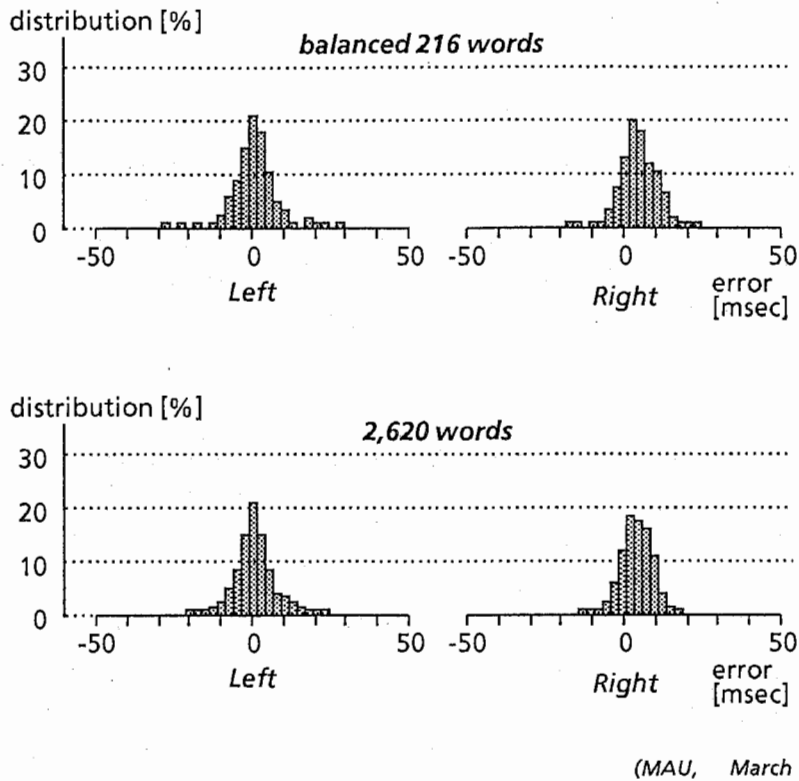 distribution [%]
balanced 216 words
30
20
10
0
-50 0 50 -50 0 50
Left Right error
[msec]
distribution [%]
2,620 words
30
20
10
0
-50 0 50 -50 0 50
Left Right error
[msec]
(MAU, March